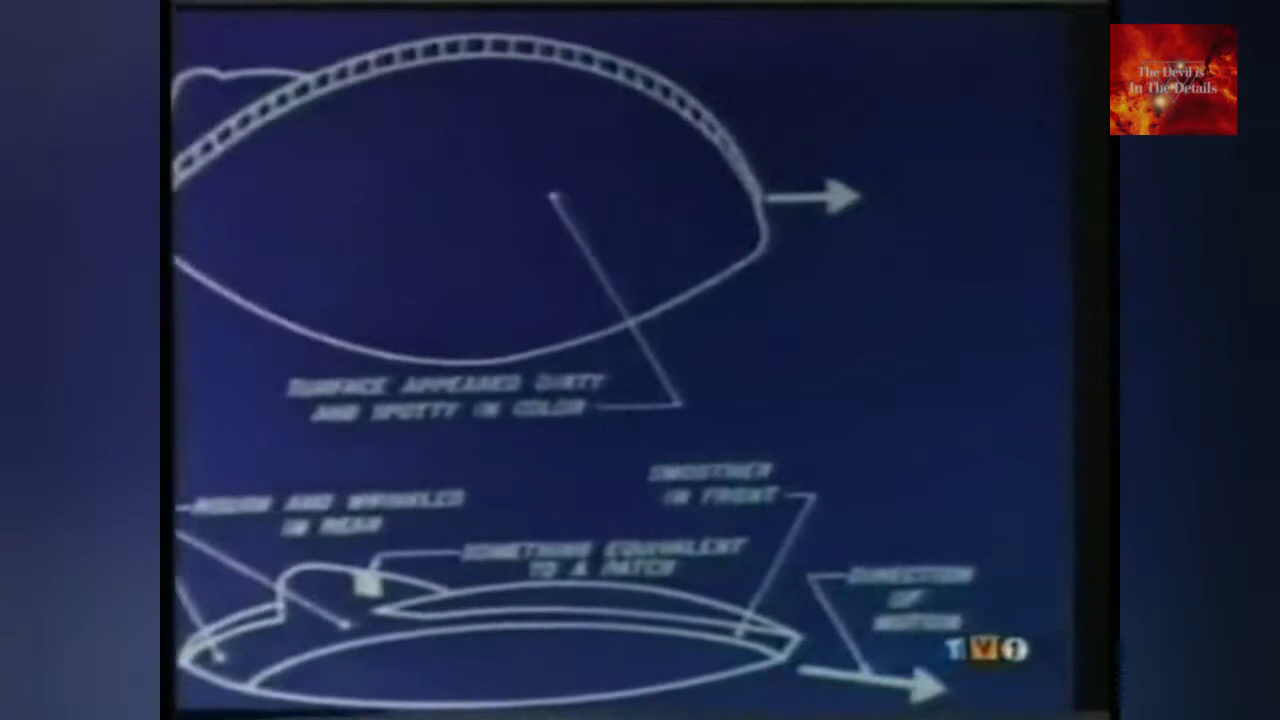 The Devil is
In The Details
SURFACE APPEARED DIRTY
AND SPOTTY IN COLOR
SMOOTHER
IN FRONT
ROUGH AND WRINKLED
IN REAR
SOMETHING EQUIVALENT
TO A PATCH
DIRECTION
OF
MOTION
TV1